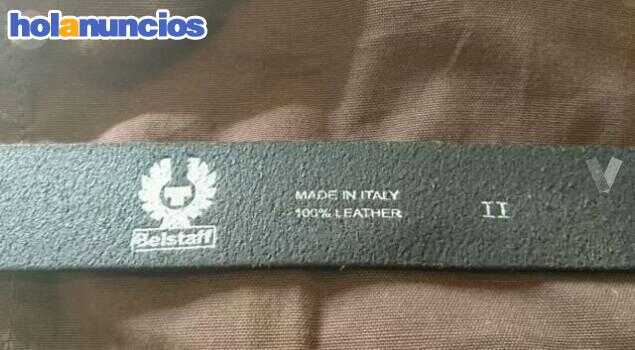 holanuncios
MADE IN ITALY
100% LEATHER
II
Belstaff